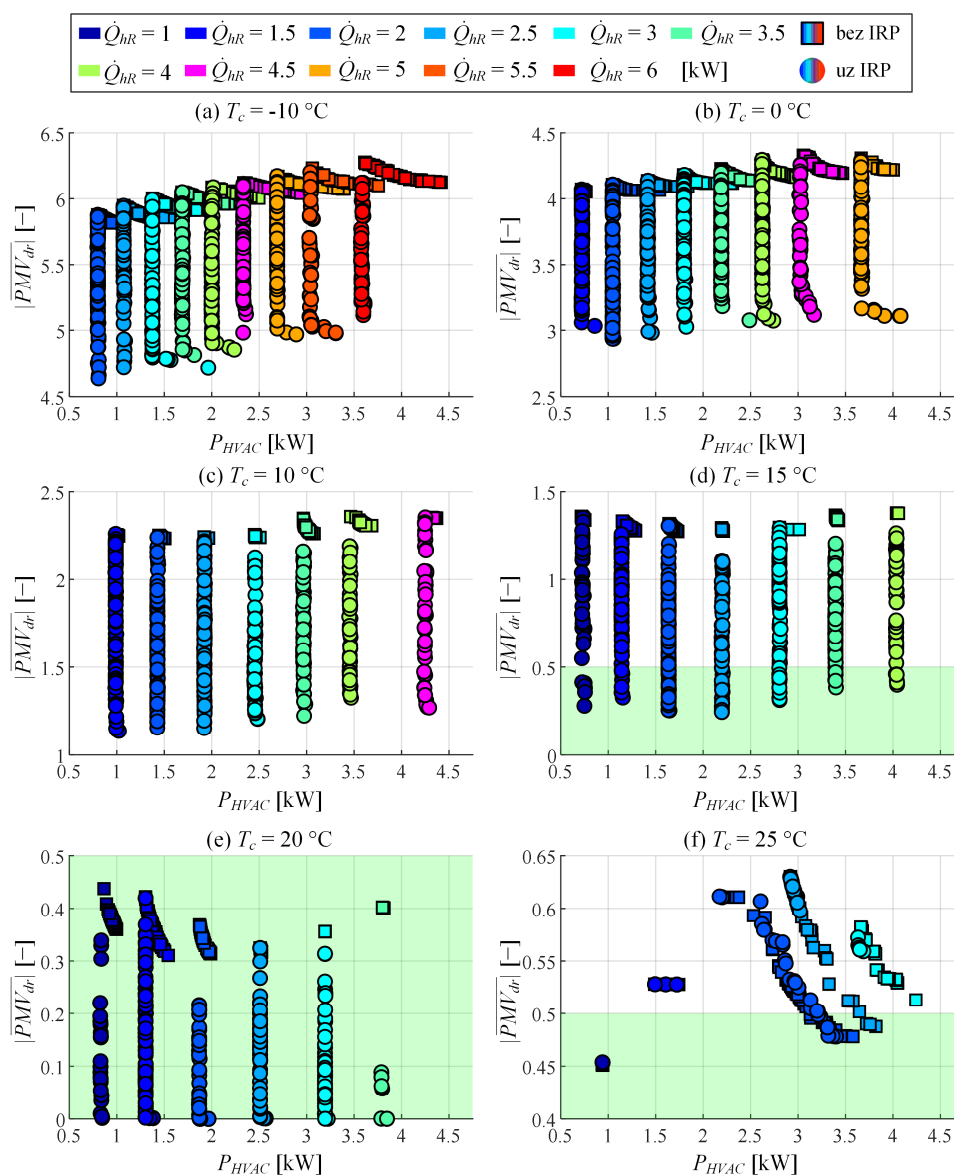 Q̇hR = 1 Q̇hR = 1.5 Q̇hR = 2 Q̇hR = 2.5 Q̇hR = 3 Q̇hR = 3.5 bez IRP
Q̇hR = 4 Q̇hR = 4.5 Q̇hR = 5 Q̇hR = 5.5 Q̇hR = 6 [kW] uz IRP
(a) Tc = -10 °C
6.5
6
5.5
5
4.5
|PMVdr| [−]
0.5 1 1.5 2 2.5 3 3.5 4 4.5
PHVAC [kW]
(b) Tc = 0 °C
4.5
4
3.5
3
2.5
|PMVdr| [−]
0.5 1 1.5 2 2.5 3 3.5 4 4.5
PHVAC [kW]
(c) Tc = 10 °C
2.5
2
1.5
1
|PMVdr| [−]
0.5 1 1.5 2 2.5 3 3.5 4 4.5
PHVAC [kW]
(d) Tc = 15 °C
1.5
1
0.5
0
|PMVdr| [−]
0.5 1 1.5 2 2.5 3 3.5 4 4.5
PHVAC [kW]
(e) Tc = 20 °C
0.5
0.4
0.3
0.2
0.1
0
|PMVdr| [−]
0.5 1 1.5 2 2.5 3 3.5 4 4.5
PHVAC [kW]
(f) Tc = 25 °C
0.65
0.6
0.55
0.5
0.45
0.4
|PMVdr| [−]
0.5 1 1.5 2 2.5 3 3.5 4 4.5
PHVAC [kW]